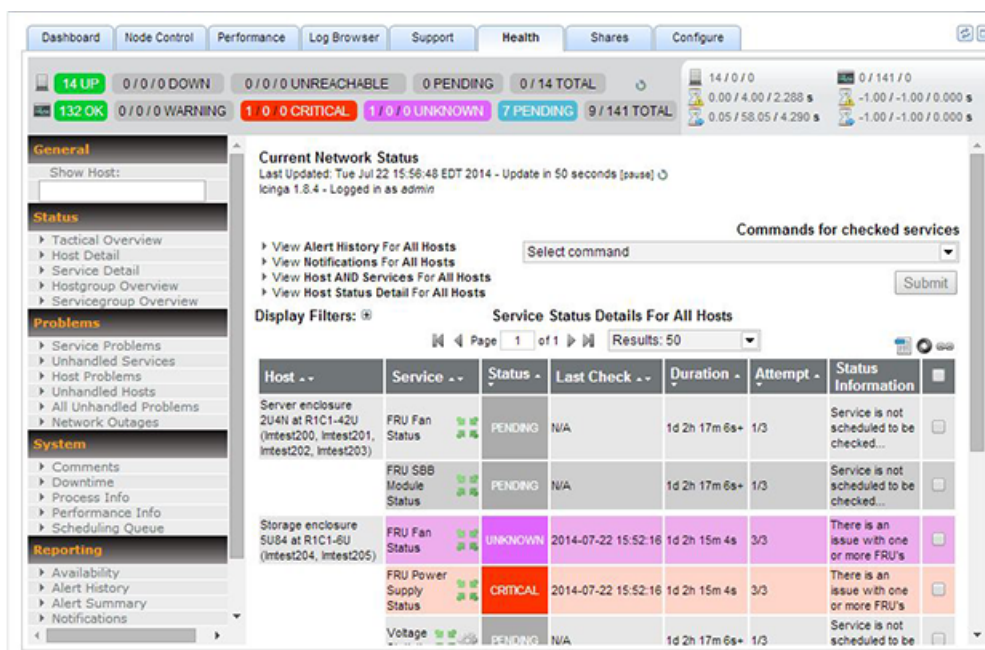 Dashboard Node Control Performance Log Browser Support Health Shares Configure
14 UP 0 / 0 / 0 DOWN 0 / 0 / 0 UNREACHABLE 0 PENDING 0 / 14 TOTAL
132 OK 0 / 0 / 0 WARNING 1 / 0 / 0 CRITICAL 1 / 0 / 0 UNKNOWN 7 PENDING 9 / 141 TOTAL
14 / 0 / 0 0 / 141 / 0
0.00 / 4.00 / 2.288 s -1.00 / -1.00 / 0.000 s
0.05 / 58.05 / 4.290 s -1.00 / -1.00 / 0.000 s
General
Show Host:
Status
Tactical Overview
Host Detail
Service Detail
Hostgroup Overview
Servicegroup Overview
Problems
Service Problems
Unhandled Services
Host Problems
Unhandled Hosts
All Unhandled Problems
Network Outages
System
Comments
Downtime
Process Info
Performance Info
Scheduling Queue
Reporting
Availability
Alert History
Alert Summary
Notifications
Current Network Status
Last Updated: Tue Jul 22 15:56:48 EDT 2014 - Update in 50 seconds [pause]
Icinga 1.8.4 - Logged in as admin
View Alert History For All Hosts
View Notifications For All Hosts
View Host AND Services For All Hosts
View Host Status Detail For All Hosts
Commands for checked services
Select command
Submit
Display Filters:
Service Status Details For All Hosts
Page 1 of 1 Results: 50
Host Service Status Last Check Duration Attempt Status
Information
Server enclosure
2U4N at R1C1-42U
(lmtest200, lmtest201,
lmtest202, lmtest203)
FRU Fan
Status
PENDING N/A 1d 2h 17m 6s+ 1/3
Service is not
scheduled to be
checked...
FRU SBB
Module
Status
PENDING N/A 1d 2h 17m 6s+ 1/3
Service is not
scheduled to be
checked...
Storage enclosure
5U84 at R1C1-6U
(lmtest204, lmtest205)
FRU Fan
Status
UNKNOWN 2014-07-22 15:52:16 1d 2h 15m 4s 3/3
There is an
issue with one
or more FRU's
FRU Power
Supply
Status
CRITICAL 2014-07-22 15:52:16 1d 2h 15m 4s 3/3
There is an
issue with one
or more FRU's
Voltage
PENDING N/A 1d 2h 17m 6s+ 1/3
Service is not
scheduled to be